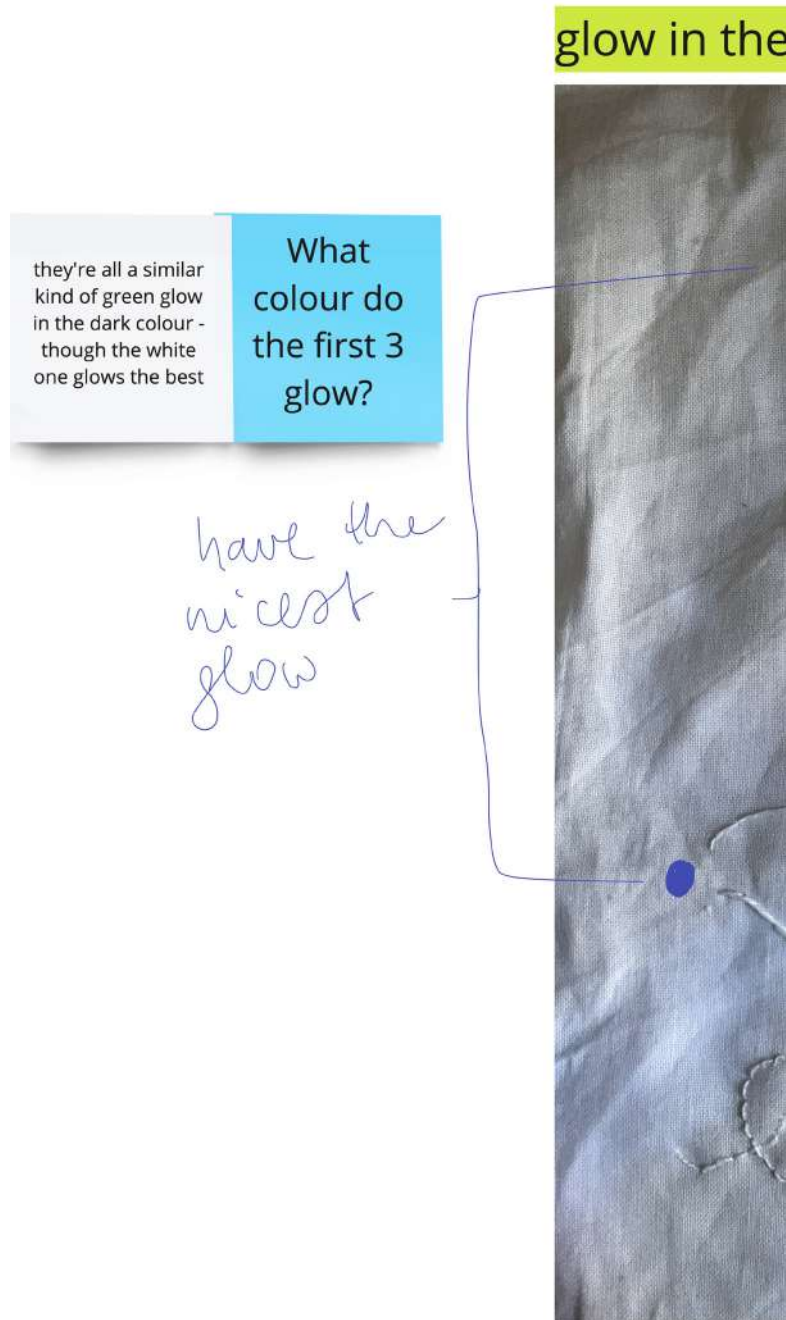 glow in the
they're all a similar
kind of green glow
in the dark colour -
though the white
one glows the best
What
colour do
the first 3
glow?
have the
nicest
glow